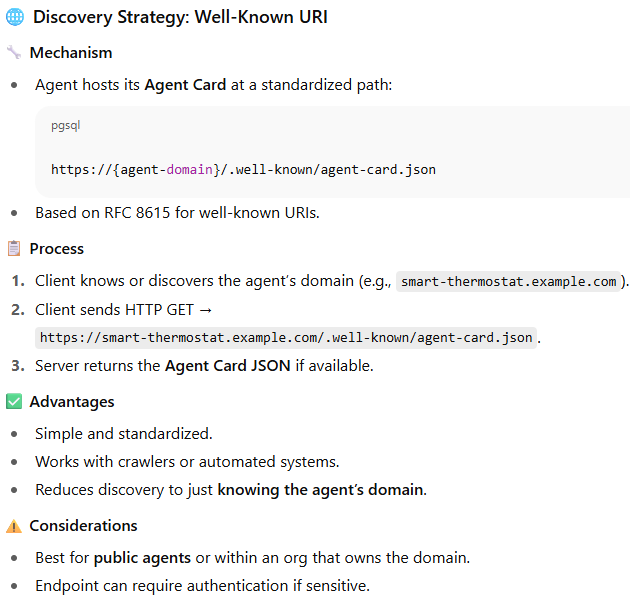 🌐 Discovery Strategy: Well-Known URI
🔧 Mechanism
• Agent hosts its Agent Card at a standardized path:
pgsql
https://{agent-domain}/.well-known/agent-card.json
• Based on RFC 8615 for well-known URIs.
📋 Process
1. Client knows or discovers the agent's domain (e.g., smart-thermostat.example.com).
2. Client sends HTTP GET →
https://smart-thermostat.example.com/.well-known/agent-card.json.
3. Server returns the Agent Card JSON if available.
✅ Advantages
• Simple and standardized.
• Works with crawlers or automated systems.
• Reduces discovery to just knowing the agent's domain.
⚠️ Considerations
• Best for public agents or within an org that owns the domain.
• Endpoint can require authentication if sensitive.